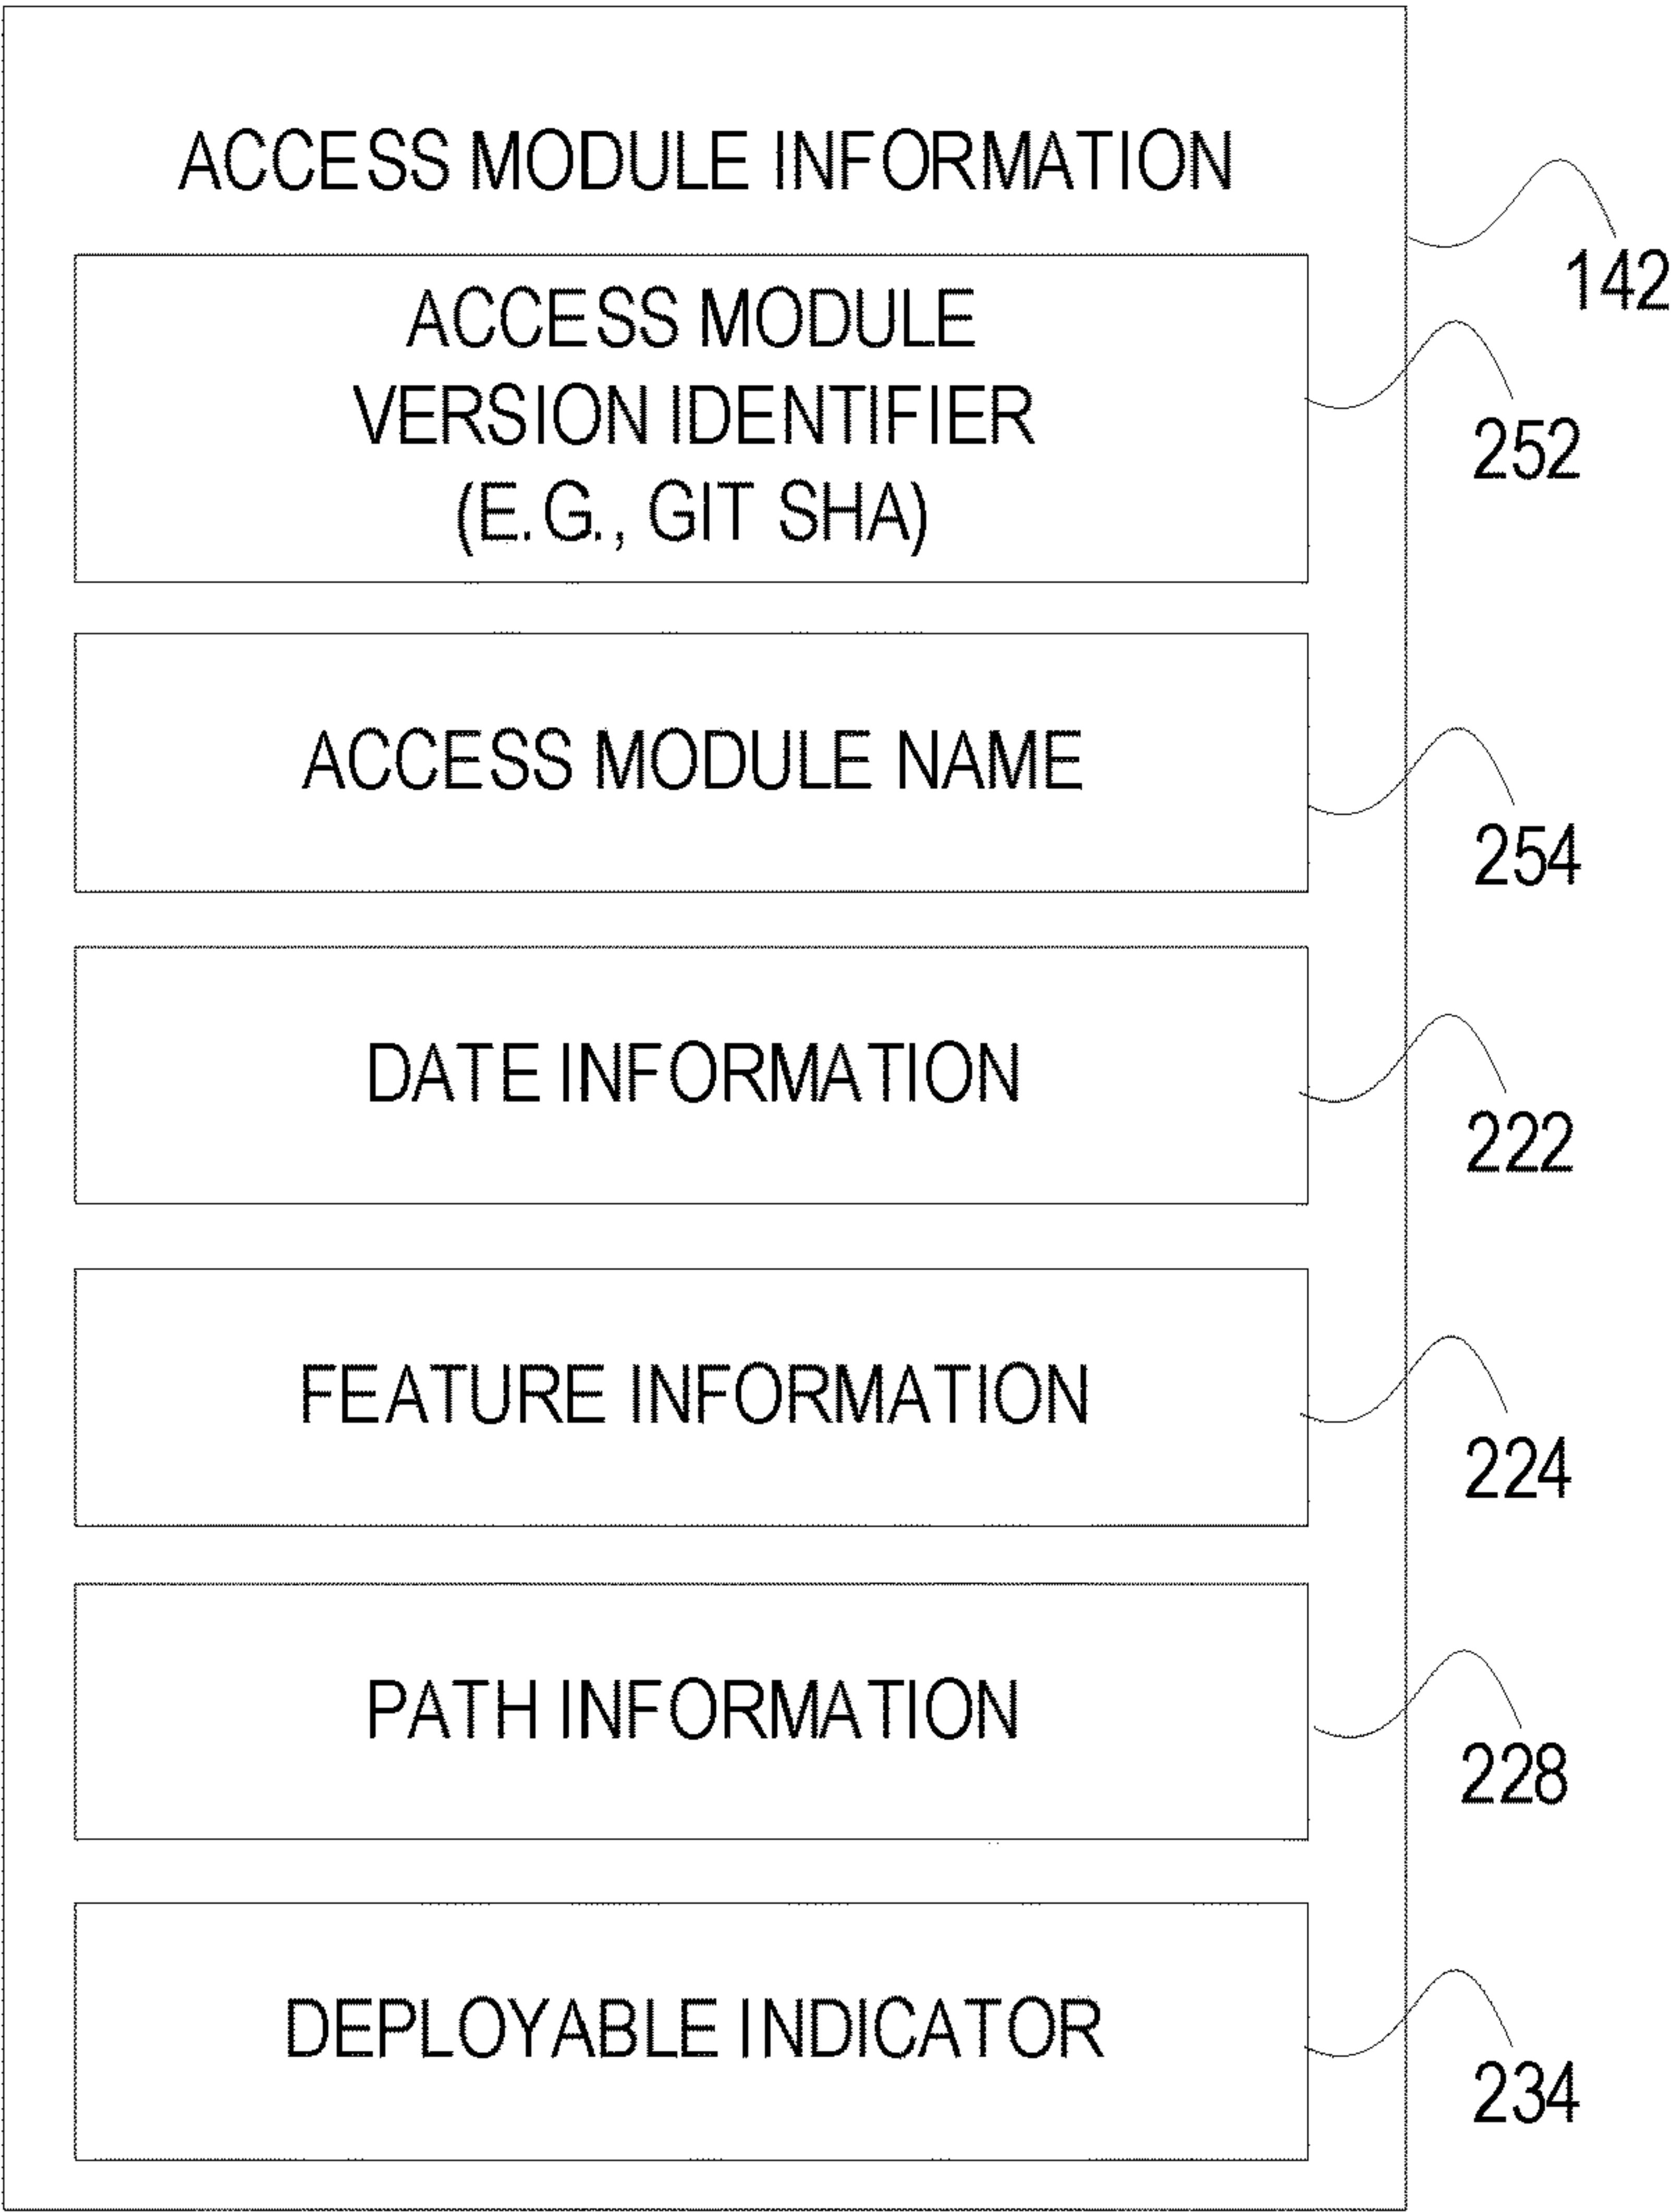 ACCESS MODULE INFORMATION
142
ACCESS MODULE
VERSION IDENTIFIER
(E.G., GIT SHA)
252
ACCESS MODULE NAME
254
DATE INFORMATION
222
FEATURE INFORMATION
224
PATH INFORMATION
228
DEPLOYABLE INDICATOR
234